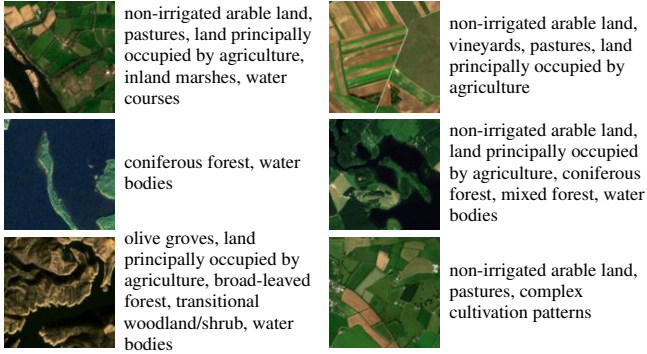 non-irrigated arable land,
pastures, land principally
occupied by agriculture,
inland marshes, water
courses
non-irrigated arable land,
vineyards, pastures, land
principally occupied by
agriculture
coniferous forest, water
bodies
non-irrigated arable land,
land principally occupied
by agriculture, coniferous
forest, mixed forest, water
bodies
olive groves, land
principally occupied by
agriculture, broad-leaved
forest, transitional
woodland/shrub, water
bodies
non-irrigated arable land,
pastures, complex
cultivation patterns